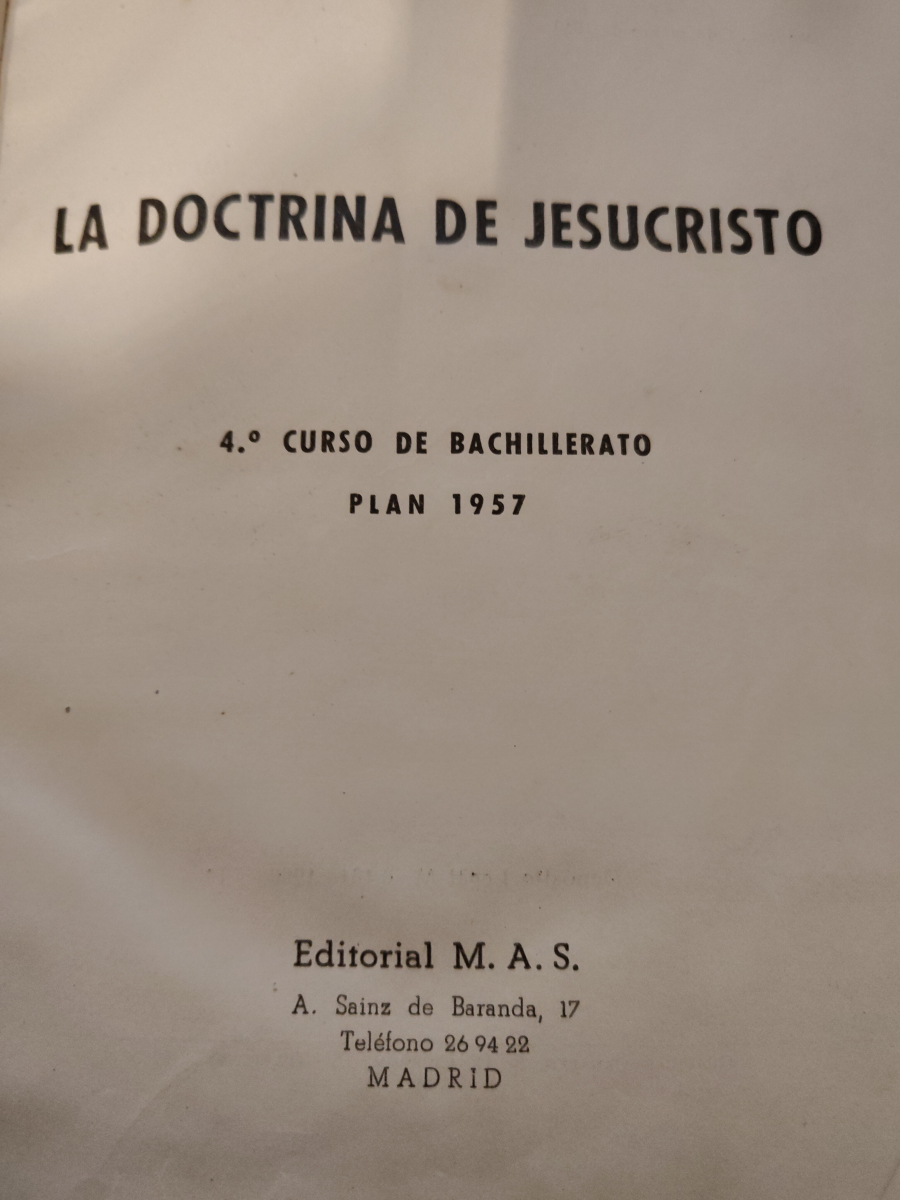 LA DOCTRINA DE JESUCRISTO
4.º CURSO DE BACHILLERATO
PLAN 1957
Editorial M. A. S.
A. Sainz de Baranda, 17
Teléfono 26 94 22
MADRID